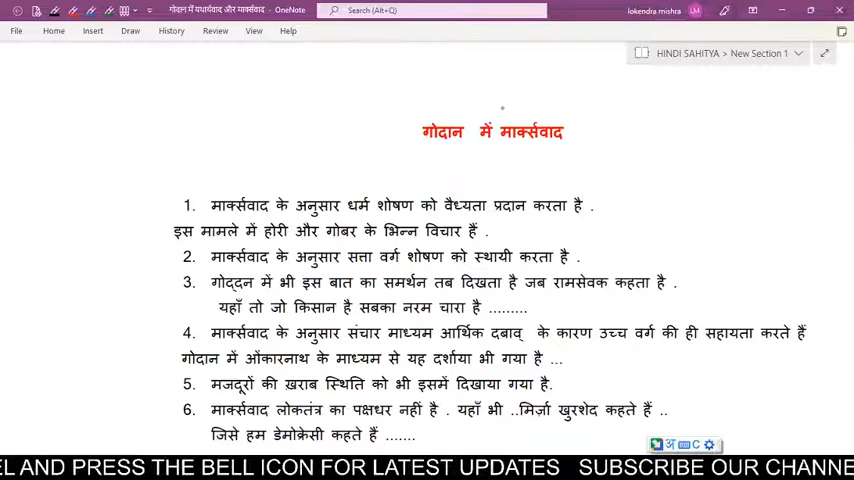 गोदान में यथार्थवाद और मार्क्सवाद - OneNote
Search (Alt+Q)
lokendra mishra
LM
File Home Insert Draw History Review View Help
HINDI SAHITYA > New Section 1
गोदान में मार्क्सवाद
1. मार्क्सवाद के अनुसार धर्म शोषण को वैध्यता प्रदान करता है .
इस मामले में होरी और गोबर के भिन्न विचार हैं .
2. मार्क्सवाद के अनुसार सत्ता वर्ग शोषण को स्थायी करता है .
3. गोद्दन में भी इस बात का समर्थन तब दिखता है जब रामसेवक कहता है .
यहाँ तो जो किसान है सबका नरम चारा है .........
4. मार्क्सवाद के अनुसार संचार माध्यम आर्थिक दबाव् के कारण उच्च वर्ग की ही सहायता करते हैं
गोदान में ओंकारनाथ के माध्यम से यह दर्शाया भी गया है ...
5. मजदूरों की ख़राब स्थिति को भी इसमें दिखाया गया है.
6. मार्क्सवाद लोकतंत्र का पक्षधर नहीं है . यहाँ भी ..मिर्ज़ा खुरशेद कहते हैं ..
जिसे हम डेमोक्रेसी कहते हैं .......
अ C
EL AND PRESS THE BELL ICON FOR LATEST UPDATES SUBSCRIBE OUR CHANNE